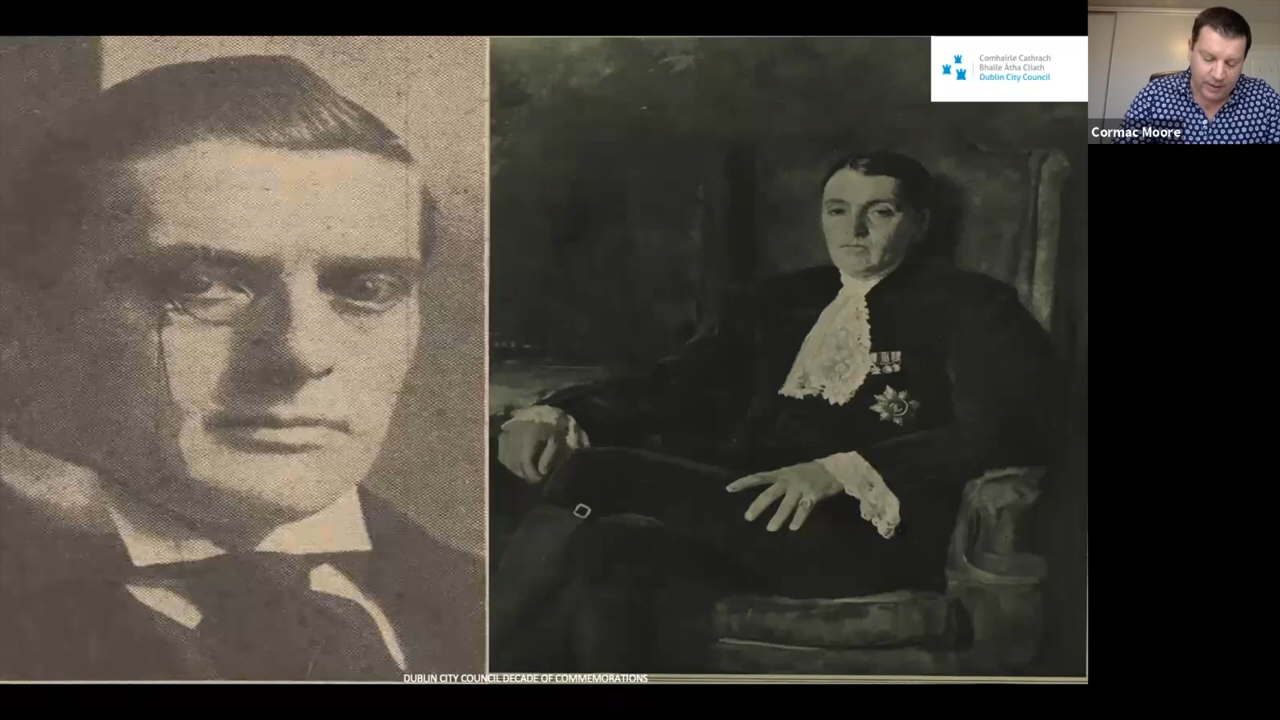 Comhairle Cathrach
Bhaile Átha Cliath
Dublin City Council
Cormac Moore
DUBLIN CITY COUNCIL DECADE OF COMMEMORATIONS